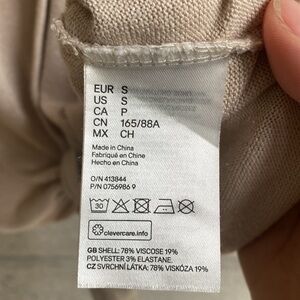 EUR S
US S
CA P
CN 165/88A
MX CH
Made in China
Fabriqué en Chine
Hecho en China
O/N 413844
P/N 0756986 9
30
clevercare.info
GB SHELL: 78% VISCOSE 19%
POLYESTER 3% ELASTANE.
CZ SVRCHNÍ LÁTKA: 78% VISKÓZA 19%